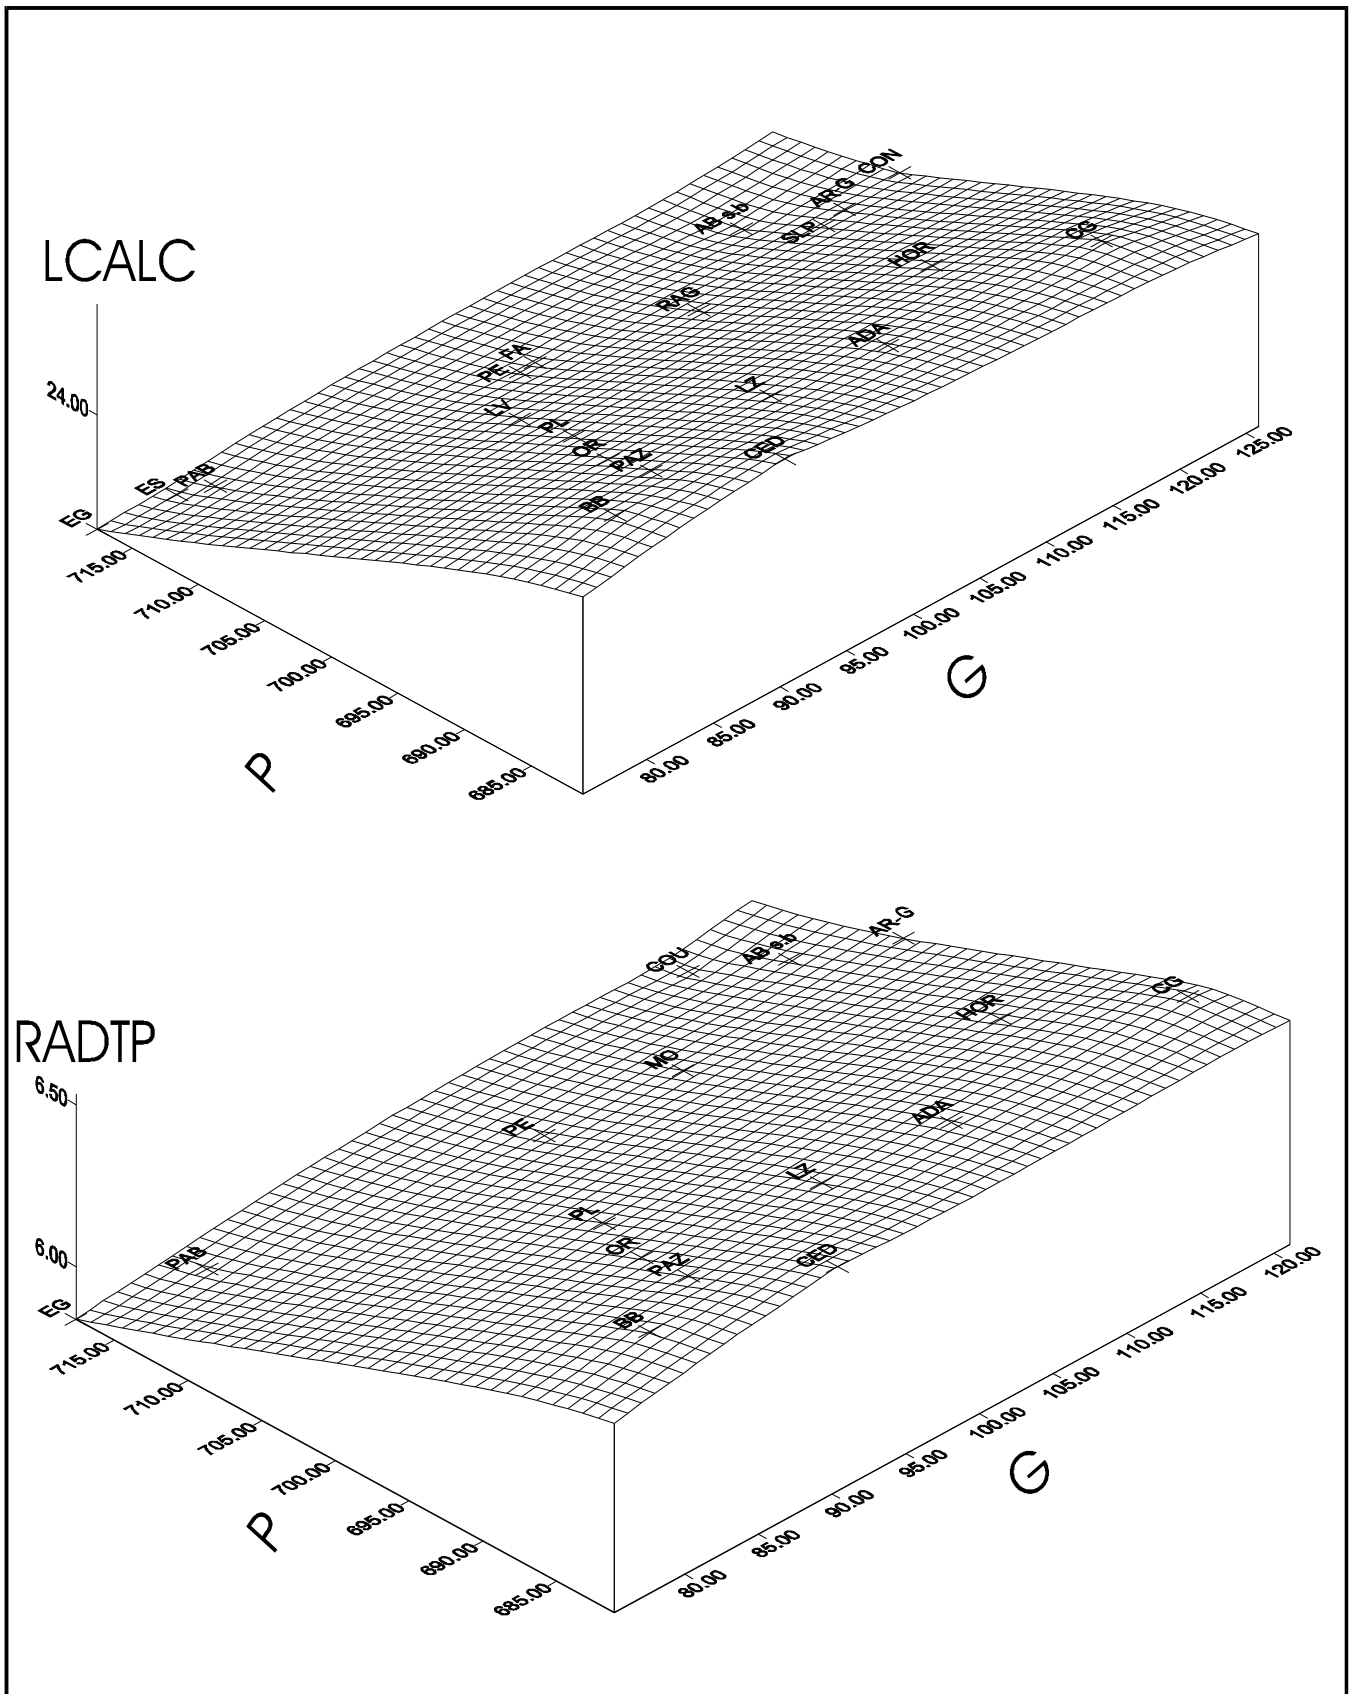 CON
AR-G
AB-s.b
SLP
CG
HOR
LCALC
RAG
ADA
FA
PE
LZ
24.00
LV
PL
OR
CED
PAZ
PAB
ES
BB
EG
125.00
120.00
115.00
110.00
105.00
100.00
95.00
90.00
85.00
80.00
715.00
710.00
705.00
700.00
695.00
690.00
685.00
G
P
AR-G
AB-s.b
COU
CG
HOR
RADTP
MO
6.50
ADA
PE
LZ
PL
OR
CED
PAZ
6.00
PAB
BB
EG
120.00
115.00
110.00
105.00
100.00
95.00
90.00
85.00
80.00
715.00
710.00
705.00
700.00
695.00
690.00
685.00
G
P